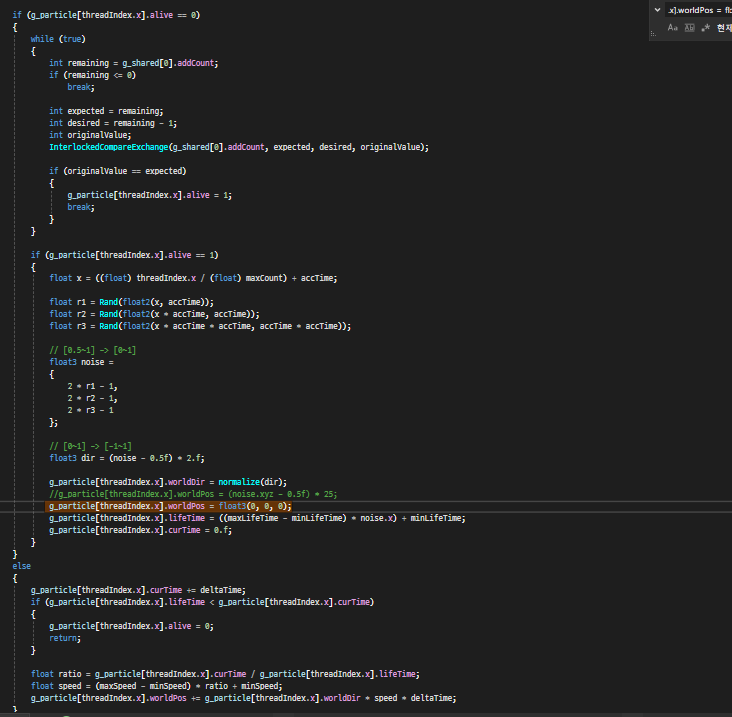 .x].worldPos = flo
Aa
현재
if (g_particle[threadIndex.x].alive == 0)
{
while (true)
{
int remaining = g_shared[0].addCount;
if (remaining <= 0)
break;
int expected = remaining;
int desired = remaining - 1;
int originalValue;
InterlockedCompareExchange(g_shared[0].addCount, expected, desired, originalValue);
if (originalValue == expected)
{
g_particle[threadIndex.x].alive = 1;
break;
}
}
if (g_particle[threadIndex.x].alive == 1)
{
float x = ((float) threadIndex.x / (float) maxCount) + accTime;
float r1 = Rand(float2(x, accTime));
float r2 = Rand(float2(x * accTime, accTime));
float r3 = Rand(float2(x * accTime * accTime, accTime * accTime));
// [0.5~1] -> [0~1]
float3 noise =
{
2 * r1 - 1,
2 * r2 - 1,
2 * r3 - 1
};
// [0~1] -> [-1~1]
float3 dir = (noise - 0.5f) * 2.f;
g_particle[threadIndex.x].worldDir = normalize(dir);
//g_particle[threadIndex.x].worldPos = (noise.xyz - 0.5f) * 25;
g_particle[threadIndex.x].worldPos = float3(0, 0, 0);
g_particle[threadIndex.x].lifeTime = ((maxLifeTime - minLifeTime) * noise.x) + minLifeTime;
g_particle[threadIndex.x].curTime = 0.f;
}
}
else
{
g_particle[threadIndex.x].curTime += deltaTime;
if (g_particle[threadIndex.x].lifeTime < g_particle[threadIndex.x].curTime)
{
g_particle[threadIndex.x].alive = 0;
return;
}
float ratio = g_particle[threadIndex.x].curTime / g_particle[threadIndex.x].lifeTime;
float speed = (maxSpeed - minSpeed) * ratio + minSpeed;
g_particle[threadIndex.x].worldPos += g_particle[threadIndex.x].worldDir * speed * deltaTime;
}